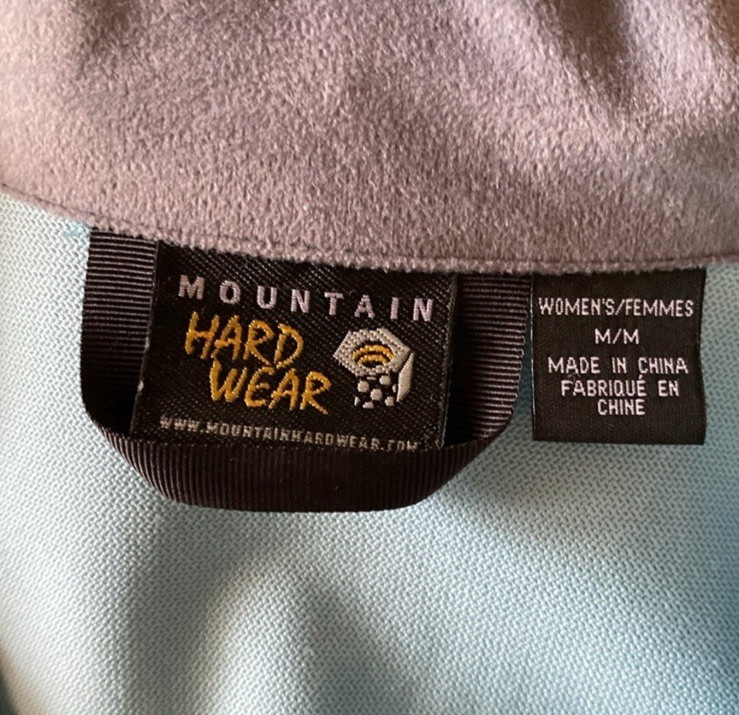 MOUNTAIN
HARD
WEAR
WWW.MOUNTAINHARDWEAR.COM
WOMEN'S/FEMMES
M/M
MADE IN CHINA
FABRIQUÉ EN
CHINE